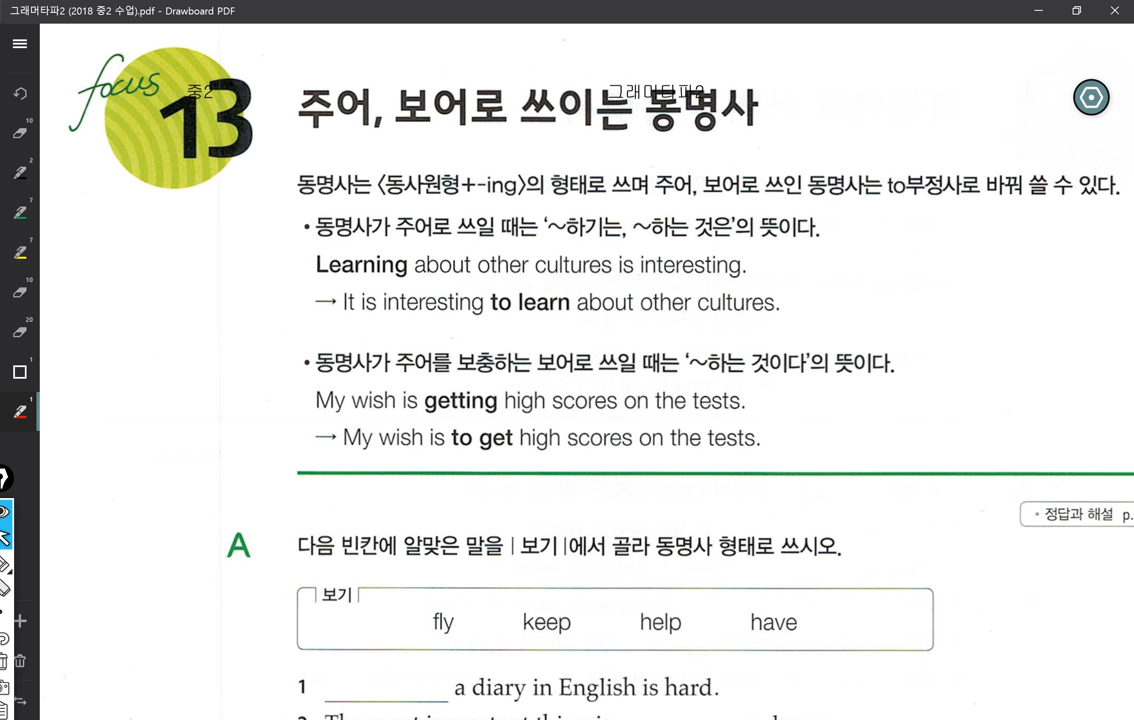 그래머타파2 (2018 중2 수업).pdf - Drawboard PDF
focus 13
중2
그래머타파2
주어, 보어로 쓰이는 동명사
동명사는 〈동사원형+-ing〉의 형태로 쓰며 주어, 보어로 쓰인 동명사는 to부정사로 바꿔 쓸 수 있다.
• 동명사가 주어로 쓰일 때는 ‘~하기는, ~하는 것은’의 뜻이다.
Learning about other cultures is interesting.
→ It is interesting to learn about other cultures.
• 동명사가 주어를 보충하는 보어로 쓰일 때는 ‘~하는 것이다’의 뜻이다.
My wish is getting high scores on the tests.
→ My wish is to get high scores on the tests.
• 정답과 해설 p.
A 다음 빈칸에 알맞은 말을 | 보기 |에서 골라 동명사 형태로 쓰시오.
보기
fly keep help have
1 ________ a diary in English is hard.
10
2
7
7
10
20
1
1